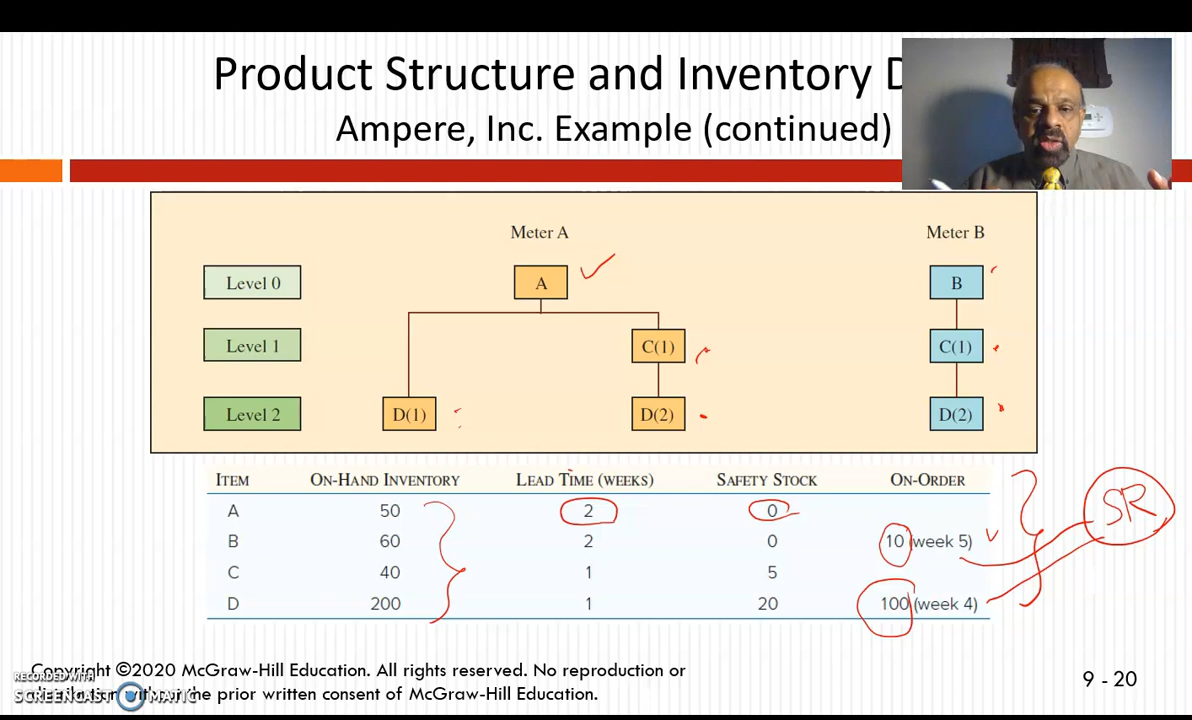 Product Structure and Inventory D
Ampere, Inc. Example (continued)
Meter A
Meter B
Level 0
A
B
Level 1
C(1)
C(1)
Level 2
D(1)
D(2)
D(2)
ITEM ON-HAND INVENTORY LEAD TIME (WEEKS) SAFETY STOCK ON-ORDER
A 50 2 0
B 60 2 0 10 (week 5)
C 40 1 5
D 200 1 20 100 (week 4)
SR
Copyright ©2020 McGraw-Hill Education. All rights reserved. No reproduction or
the prior written consent of McGraw-Hill Education.
9 - 20
RECORDED WITH
SCREENCAST MATIC